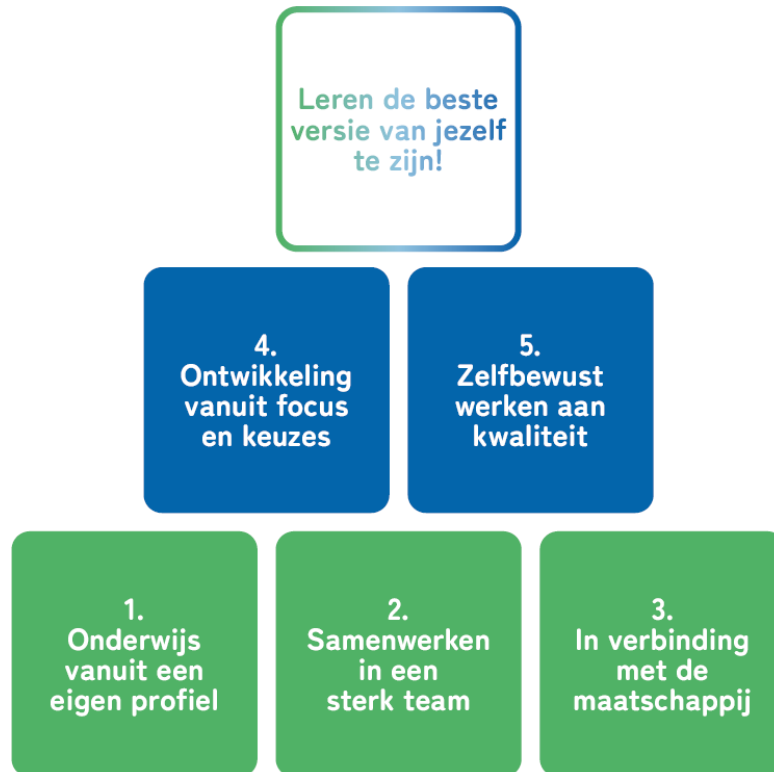 Leren de beste
versie van jezelf
te zijn!
4.
Ontwikkeling
vanuit focus
en keuzes
5.
Zelfbewust
werken aan
kwaliteit
1.
Onderwijs
vanuit een
eigen profiel
2.
Samenwerken
in een
sterk team
3.
In verbinding
met de
maatschappij